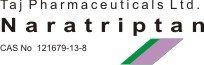 Taj Pharmaceuticals Ltd.
Naratriptan
CAS No 121679-13-8